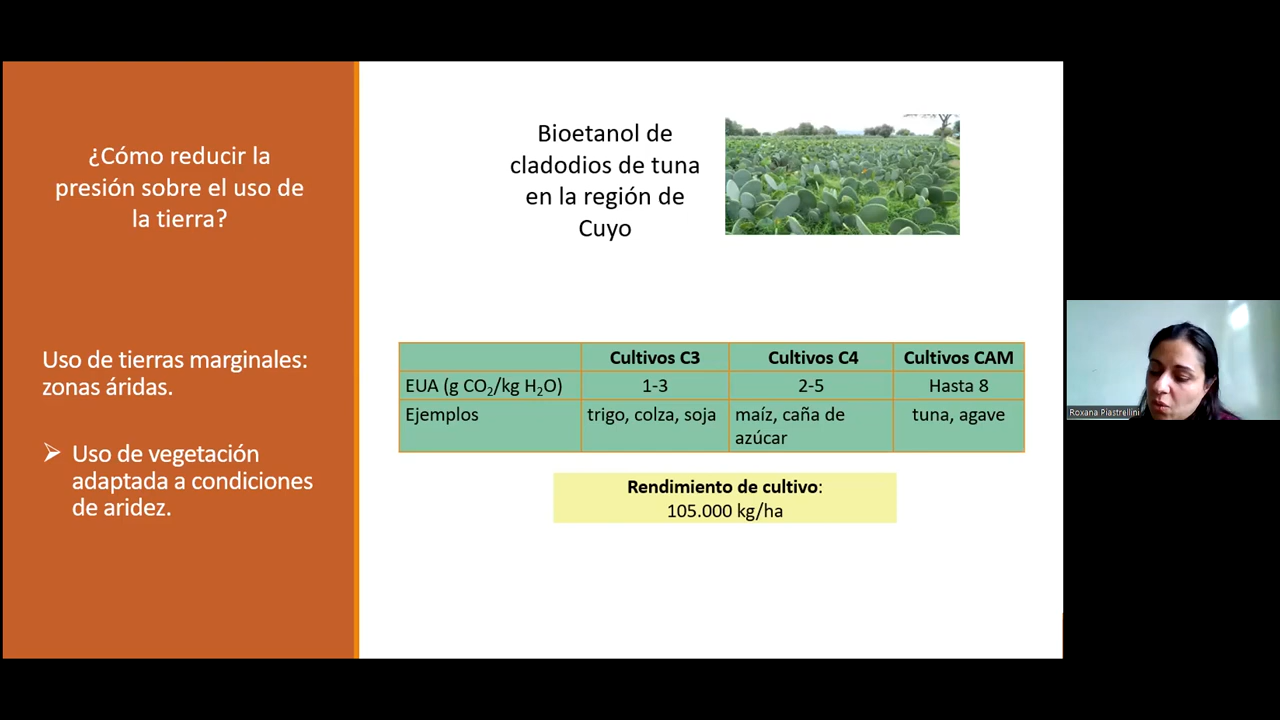 ¿Cómo reducir la
presión sobre el uso de
la tierra?
Uso de tierras marginales:
zonas áridas.
➢ Uso de vegetación
adaptada a condiciones
de aridez.
Bioetanol de
cladodios de tuna
en la región de
Cuyo
Cultivos C3 Cultivos C4 Cultivos CAM
EUA (g CO2/kg H2O) 1-3 2-5 Hasta 8
Ejemplos trigo, colza, soja maíz, caña de tuna, agave
azúcar
Rendimiento de cultivo:
105.000 kg/ha
Roxana Piastrellini